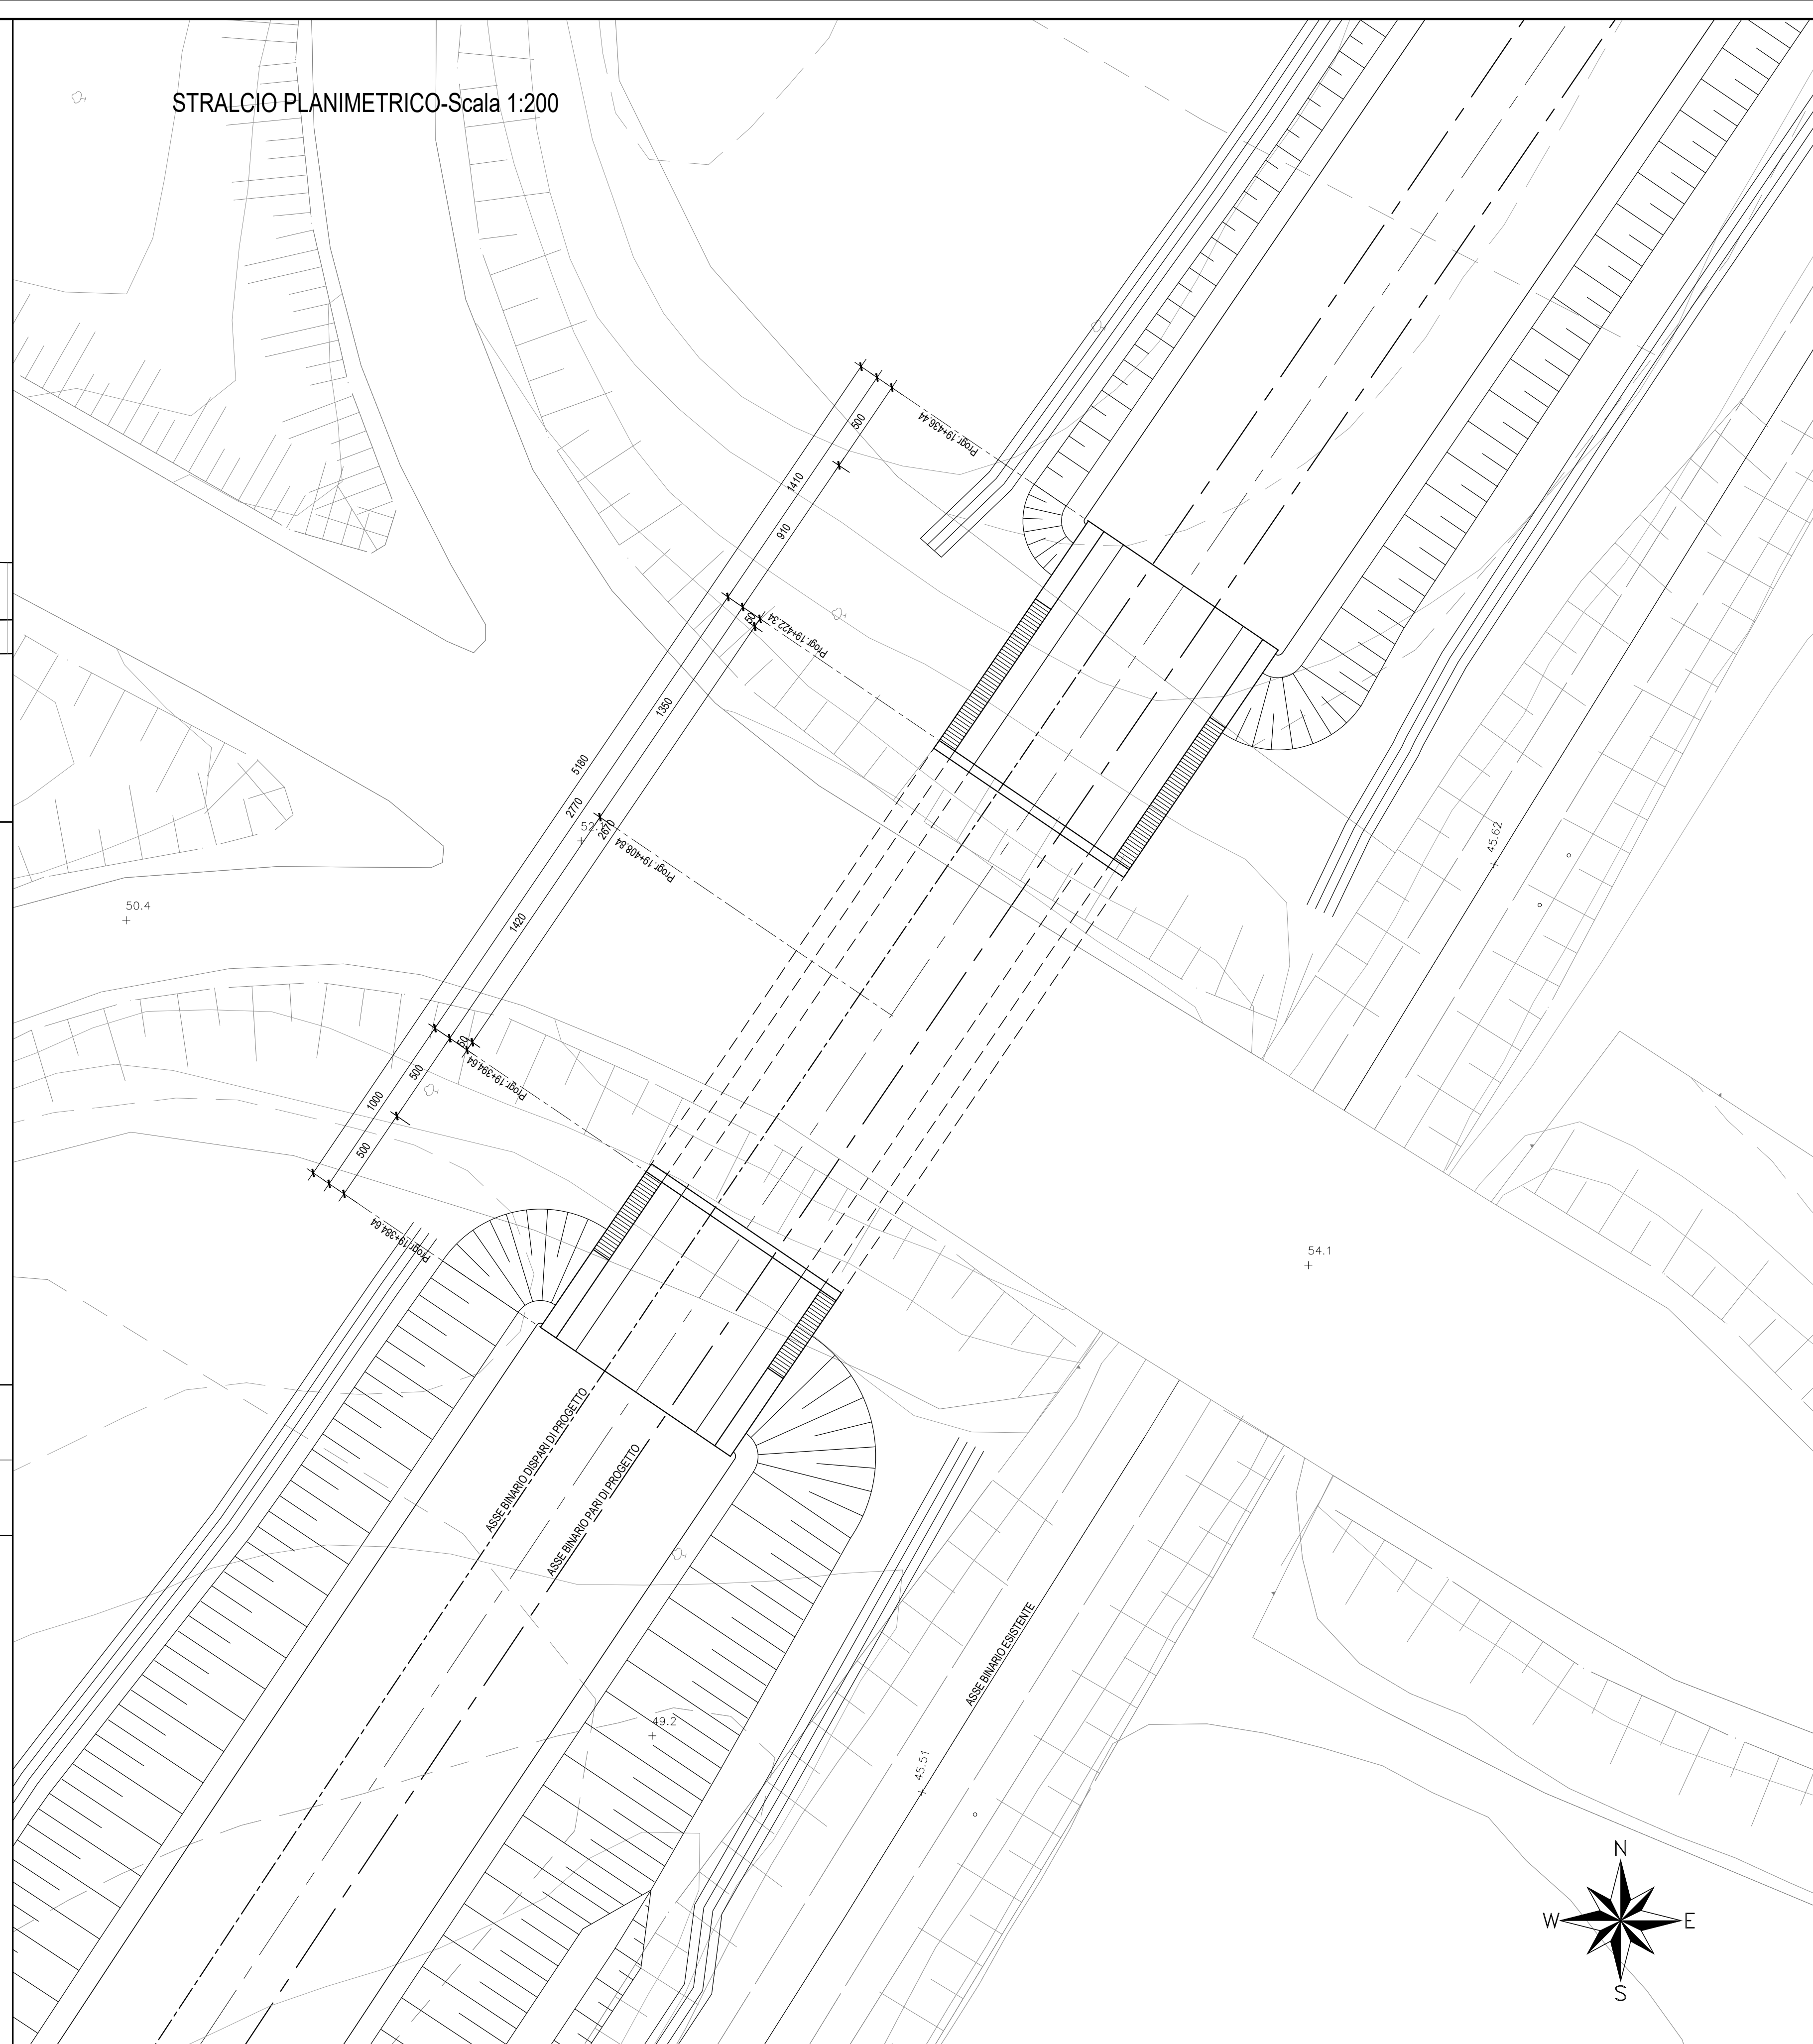 STRALCIO PLANIMETRICO-Scala 1:200
500
Progr.19+436.44
1410
910
50
Progr.19+422.34
1350
5180
2770
2670
52.
Progr.19+408.84
45.62
50.4
1420
50
Progr.19+394.64
500
1000
500
Progr.19+384.64
54.1
ASSE BINARIO DISPARI DI PROGETTO
ASSE BINARIO PARI DI PROGETTO
ASSE BINARIO ESISTENTE
49.2
45.51
N
W
E
S